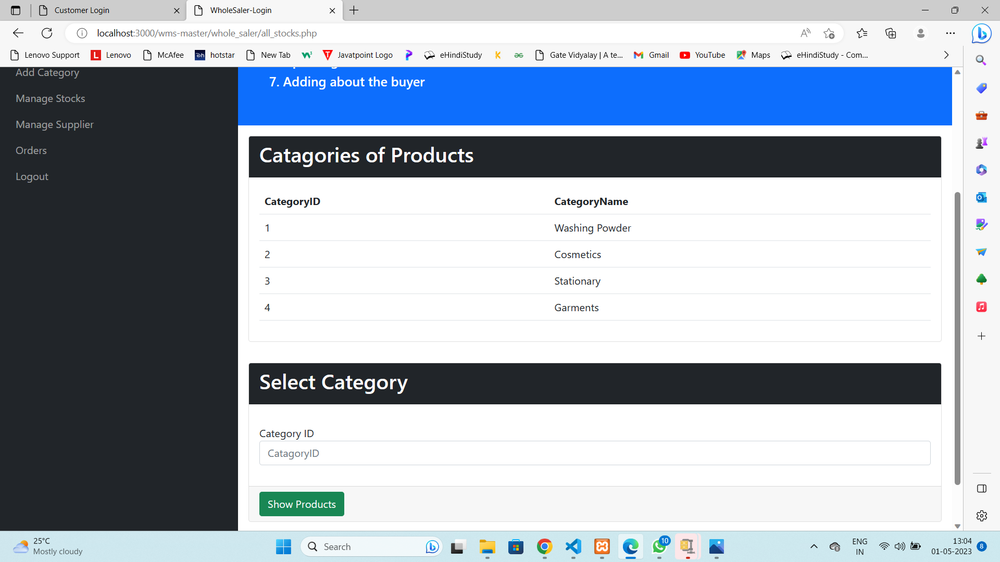 Customer Login
WholeSaler-Login
localhost:3000/wms-master/whole_saler/all_stocks.php
Lenovo Support
L Lenovo
McAfee
Dh hotstar
New Tab
W3
T Javatpoint Logo
eHindiStudy
K
Gate Vidyalay | A te...
Gmail
YouTube
Maps
eHindiStudy - Com...
Add Category
Manage Stocks
Manage Supplier
Orders
Logout
7. Adding about the buyer
Catagories of Products
CategoryID CategoryName
1 Washing Powder
2 Cosmetics
3 Stationary
4 Garments
Select Category
Category ID
CatagoryID
Show Products
25°C
Mostly cloudy
Search
10
ENG
IN
13:04
01-05-2023
8